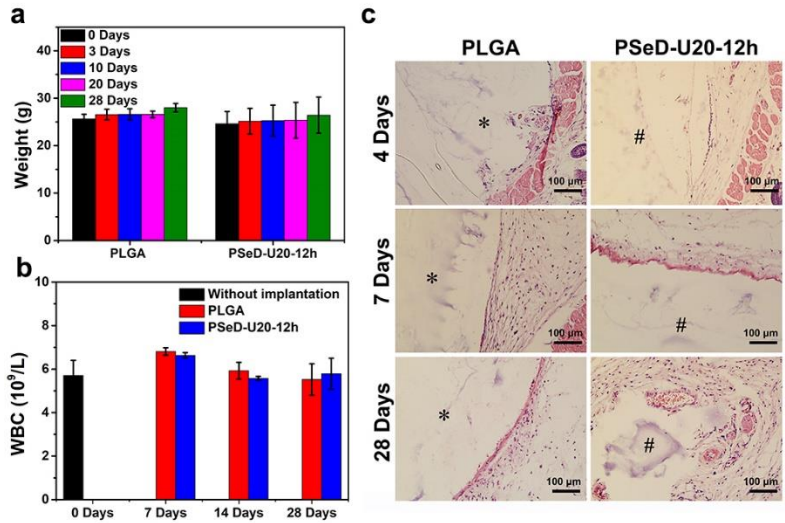 a
Weight (g)
40
30
20
10
0
0 Days
3 Days
10 Days
20 Days
28 Days
PLGA
PSeD-U20-12h
b
WBC (10⁹/L)
10
8
6
4
2
0
Without implantation
PLGA
PSeD-U20-12h
0 Days
7 Days
14 Days
28 Days
c
PLGA
PSeD-U20-12h
4 Days
*
100 µm
#
100 µm
7 Days
*
100 µm
#
100 µm
28 Days
*
100 µm
#
100 µm